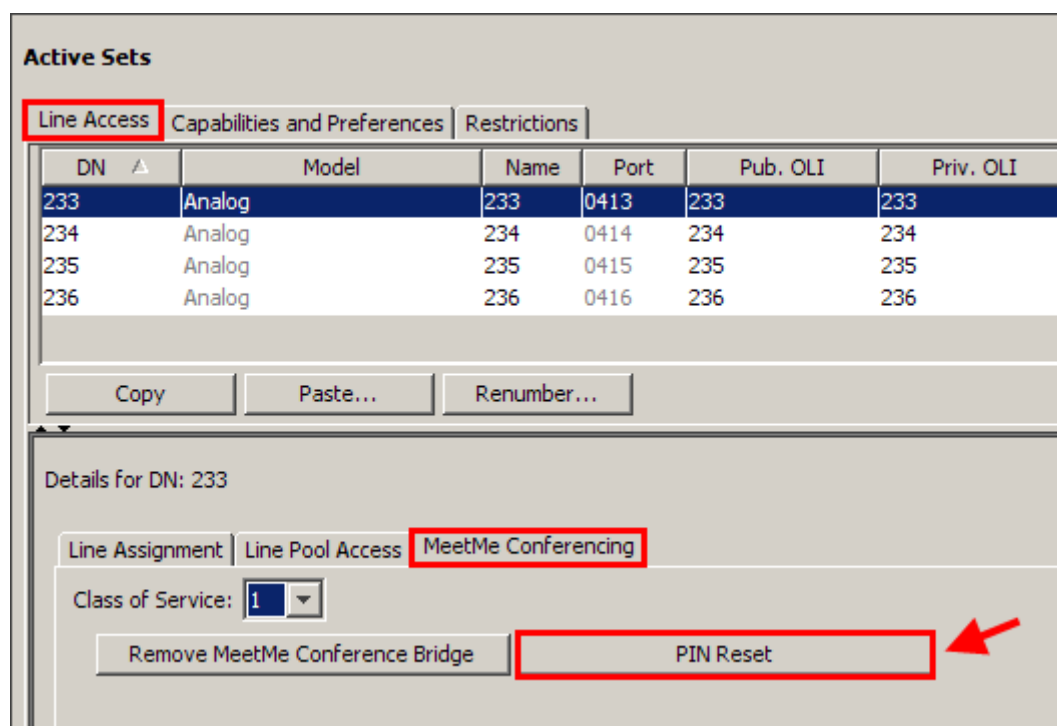 Active Sets
Line Access Capabilities and Preferences Restrictions
DN Model Name Port Pub. OLI Priv. OLI
233 Analog 233 0413 233 233
234 Analog 234 0414 234 234
235 Analog 235 0415 235 235
236 Analog 236 0416 236 236
Copy Paste... Renumber...
Details for DN: 233
Line Assignment Line Pool Access MeetMe Conferencing
Class of Service: 1
Remove MeetMe Conference Bridge PIN Reset